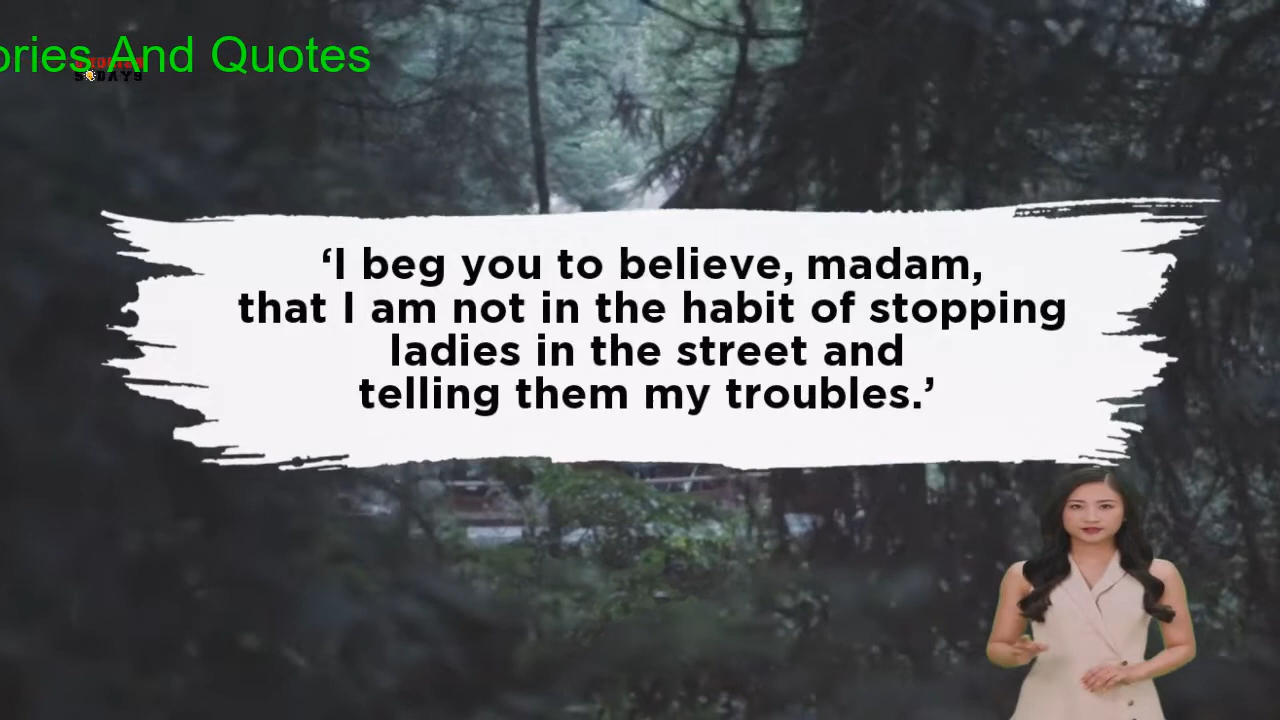 ories And Quotes
‘I beg you to believe, madam,
that I am not in the habit of stopping
ladies in the street and
telling them my troubles.’